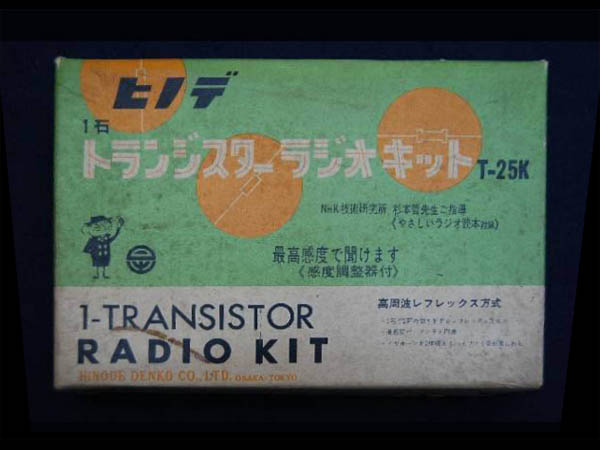 ヒノデ
1石
トランジスターラジオキット T-25K
NHK技術研究所 杉本哲先生ご指導
《やさしいラジオ読本付録》
最高感度で聞けます
《感度調整器付》
1-TRANSISTOR
RADIO KIT
HINODE DENKO CO., LTD. OSAKA-TOKYO
高周波レフレックス方式